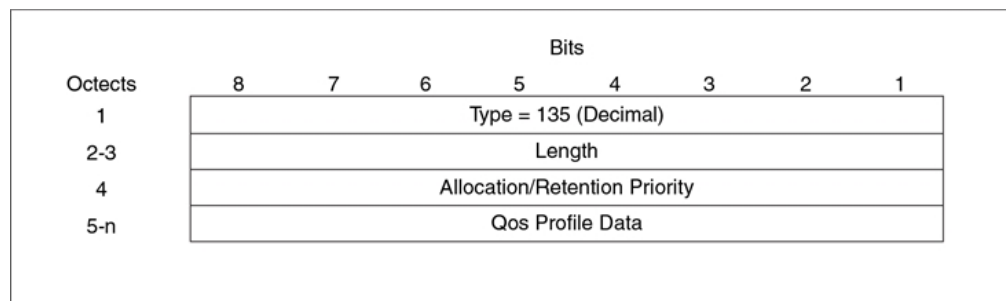 Bits
Octects 8 7 6 5 4 3 2 1
1 Type = 135 (Decimal)
2-3 Length
4 Allocation/Retention Priority
5-n Qos Profile Data